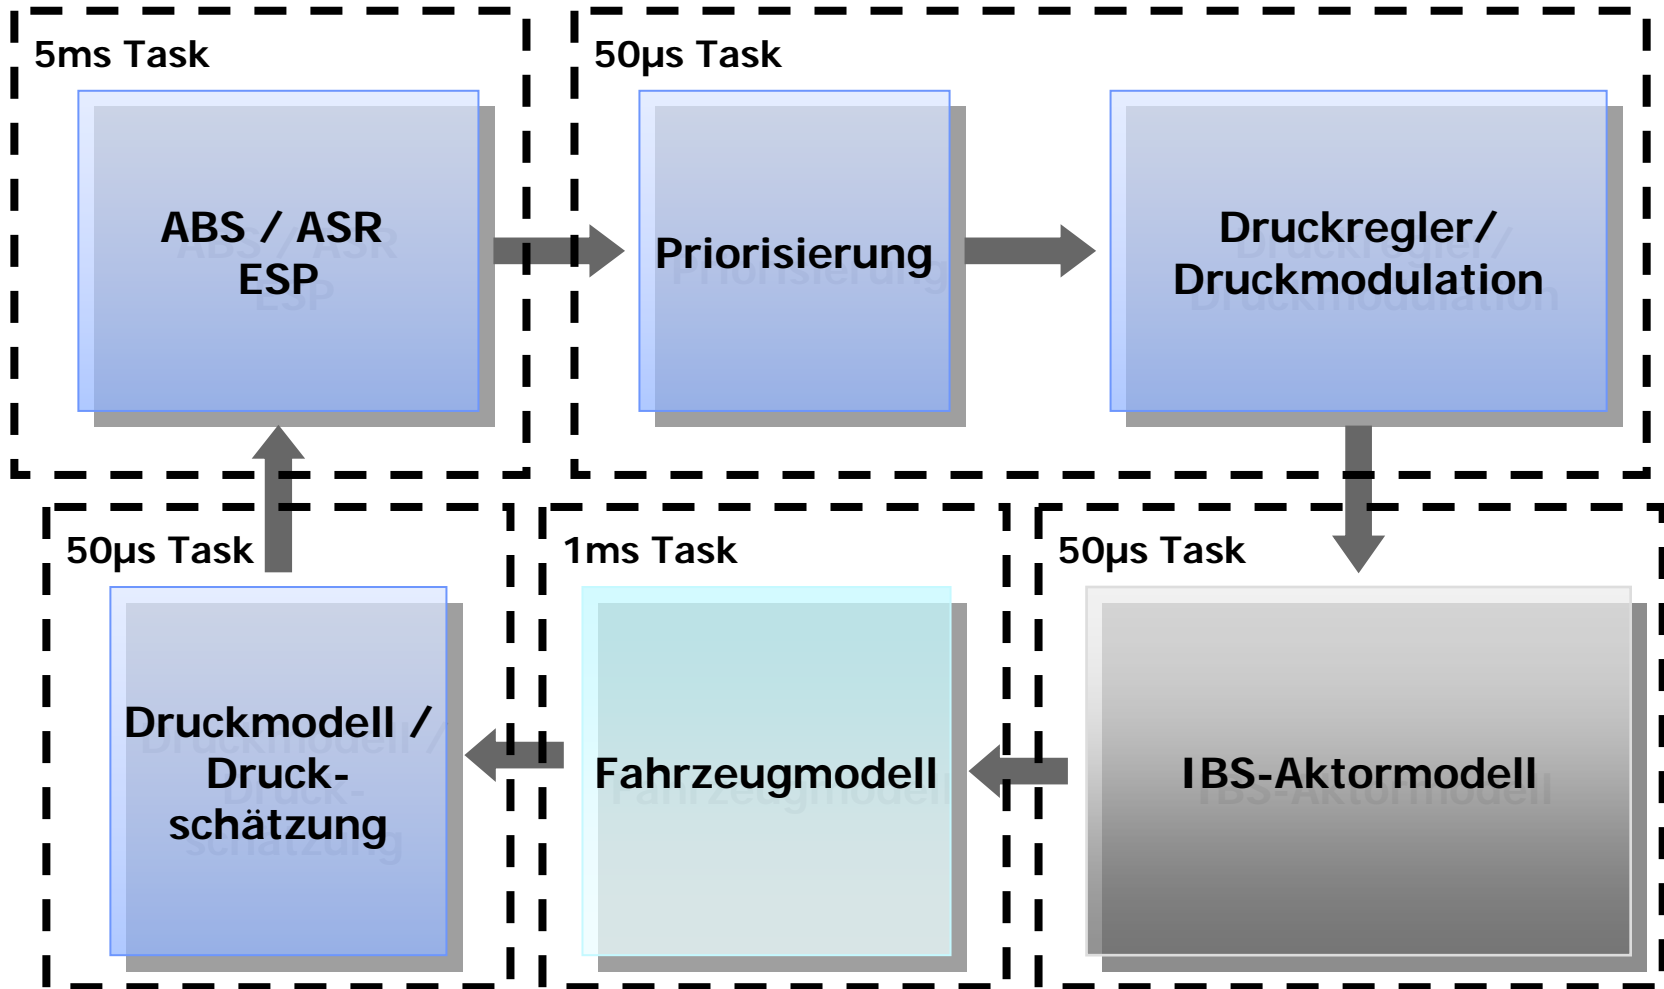 5ms Task
ABS / ASR
ESP
50µs Task
Priorisierung
Druckregler/
Druckmodulation
50µs Task
Druckmodell /
Druck-
schätzung
1ms Task
Fahrzeugmodell
50µs Task
IBS-Aktormodell